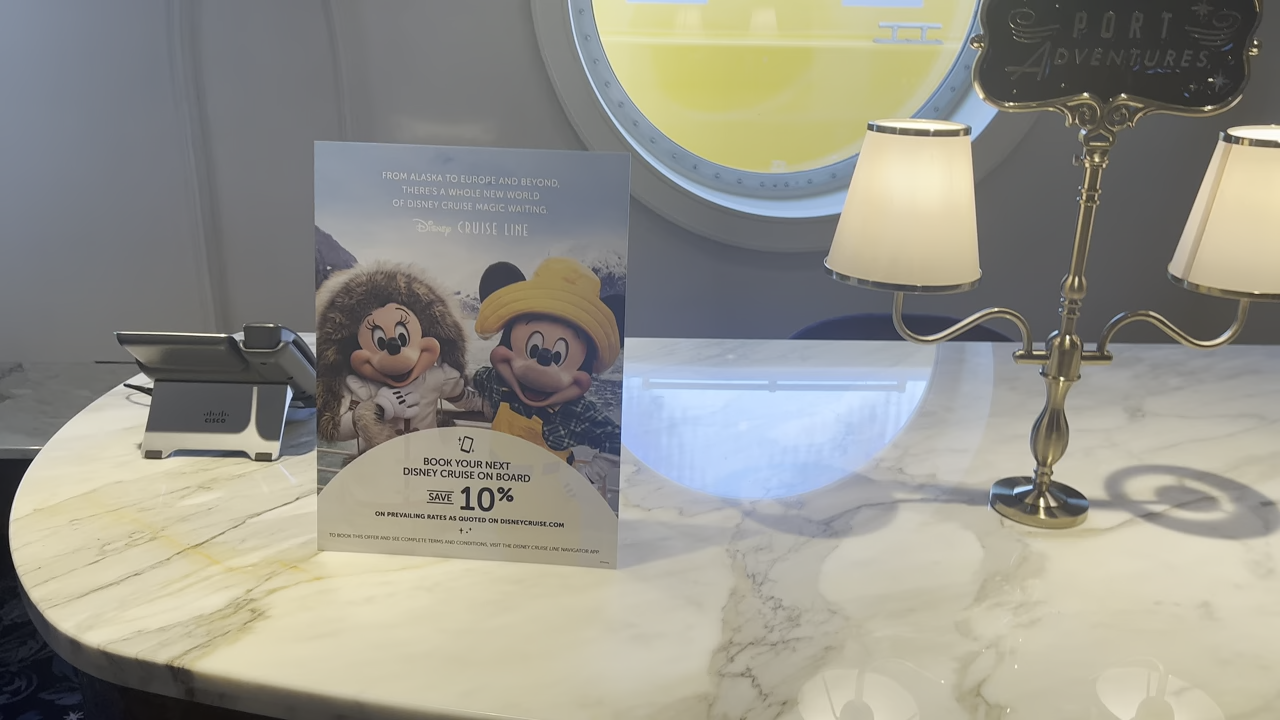 PORT
ADVENTURES
FROM ALASKA TO EUROPE AND BEYOND,
THERE'S A WHOLE NEW WORLD
OF DISNEY CRUISE MAGIC WAITING
Disney CRUISE LINE
CISCO
BOOK YOUR NEXT
DISNEY CRUISE ON BOARD
SAVE 10%
ON PREVAILING RATES AS QUOTED ON DISNEYCRUISE.COM
TO BOOK THIS OFFER AND SEE COMPLETE TERMS AND CONDITIONS, VISIT THE DISNEY CRUISE LINE NAVIGATOR APP.